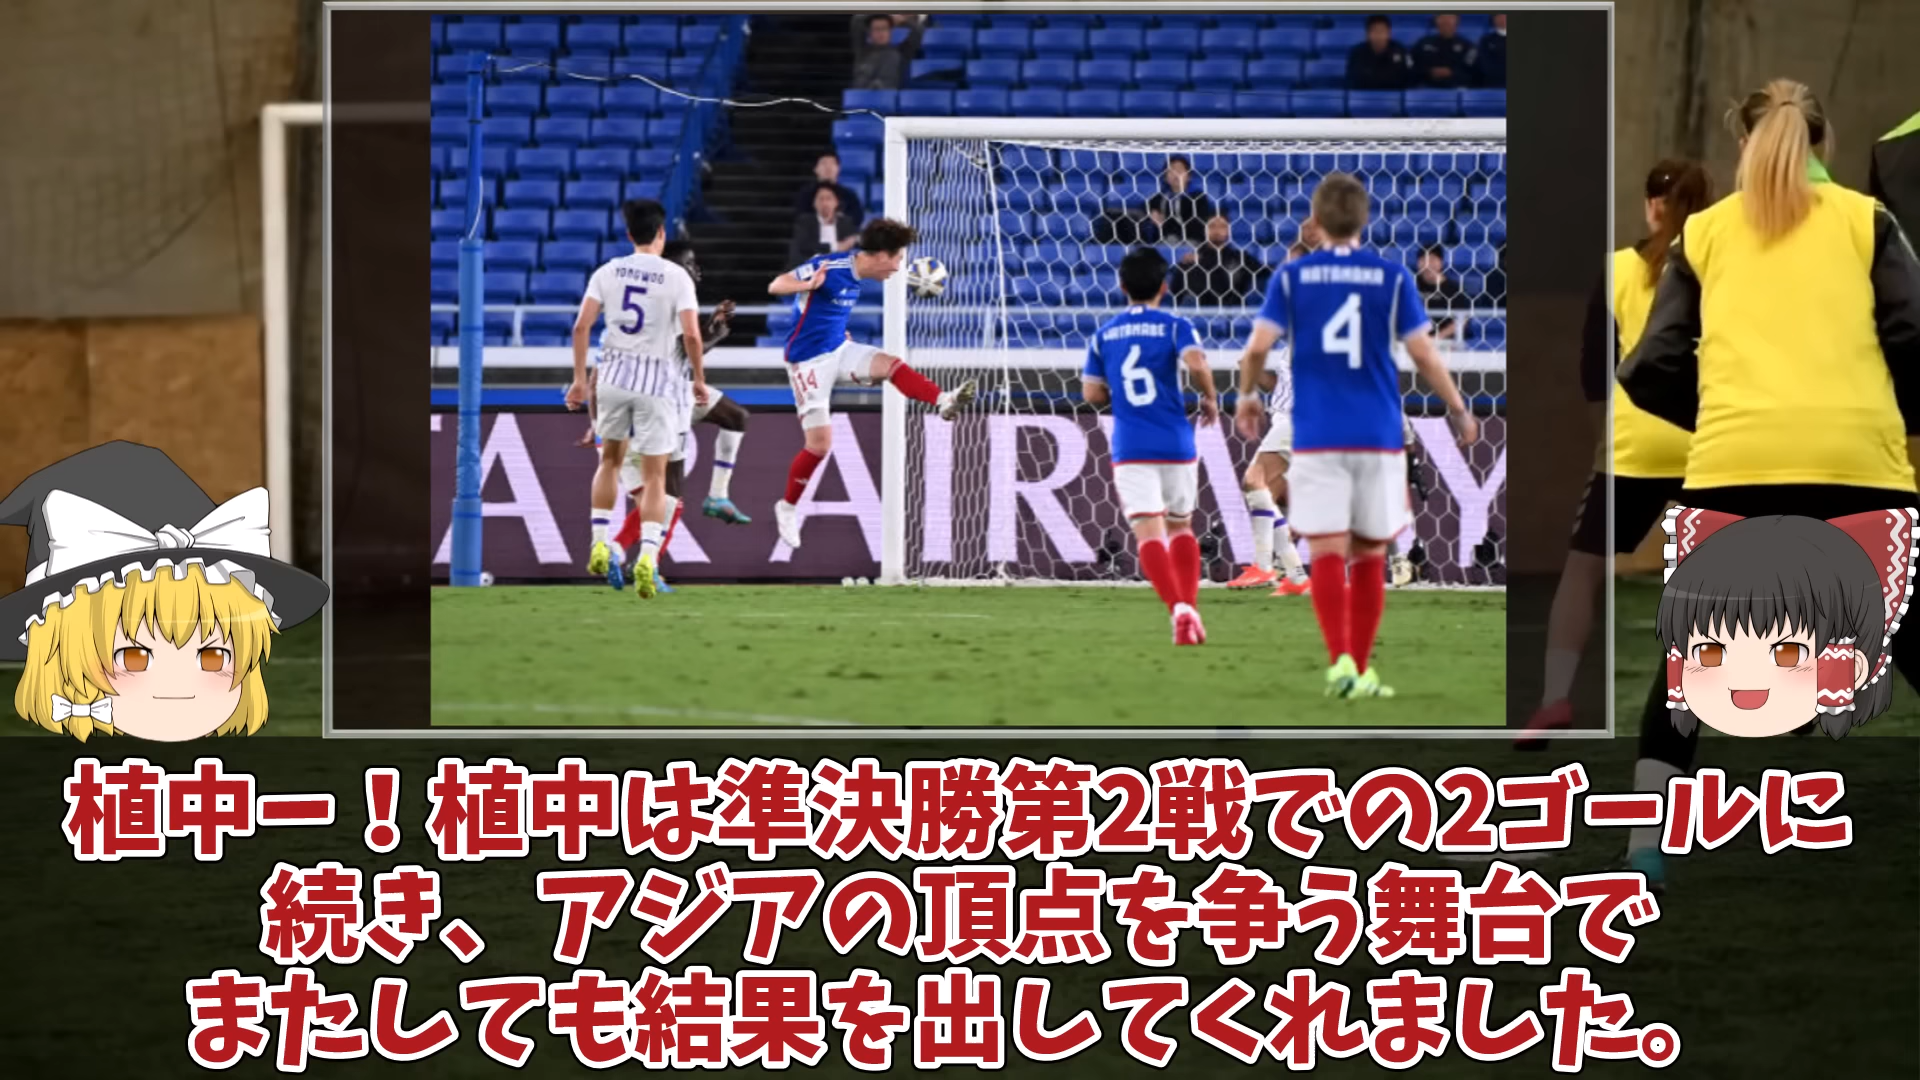 YONGWOO
5
14
WATANABE
6
HATANAKA
4
AR AIRWAY
植中ー！植中は準決勝第2戦での2ゴールに
続き、アジアの頂点を争う舞台で
またしても結果を出してくれました。